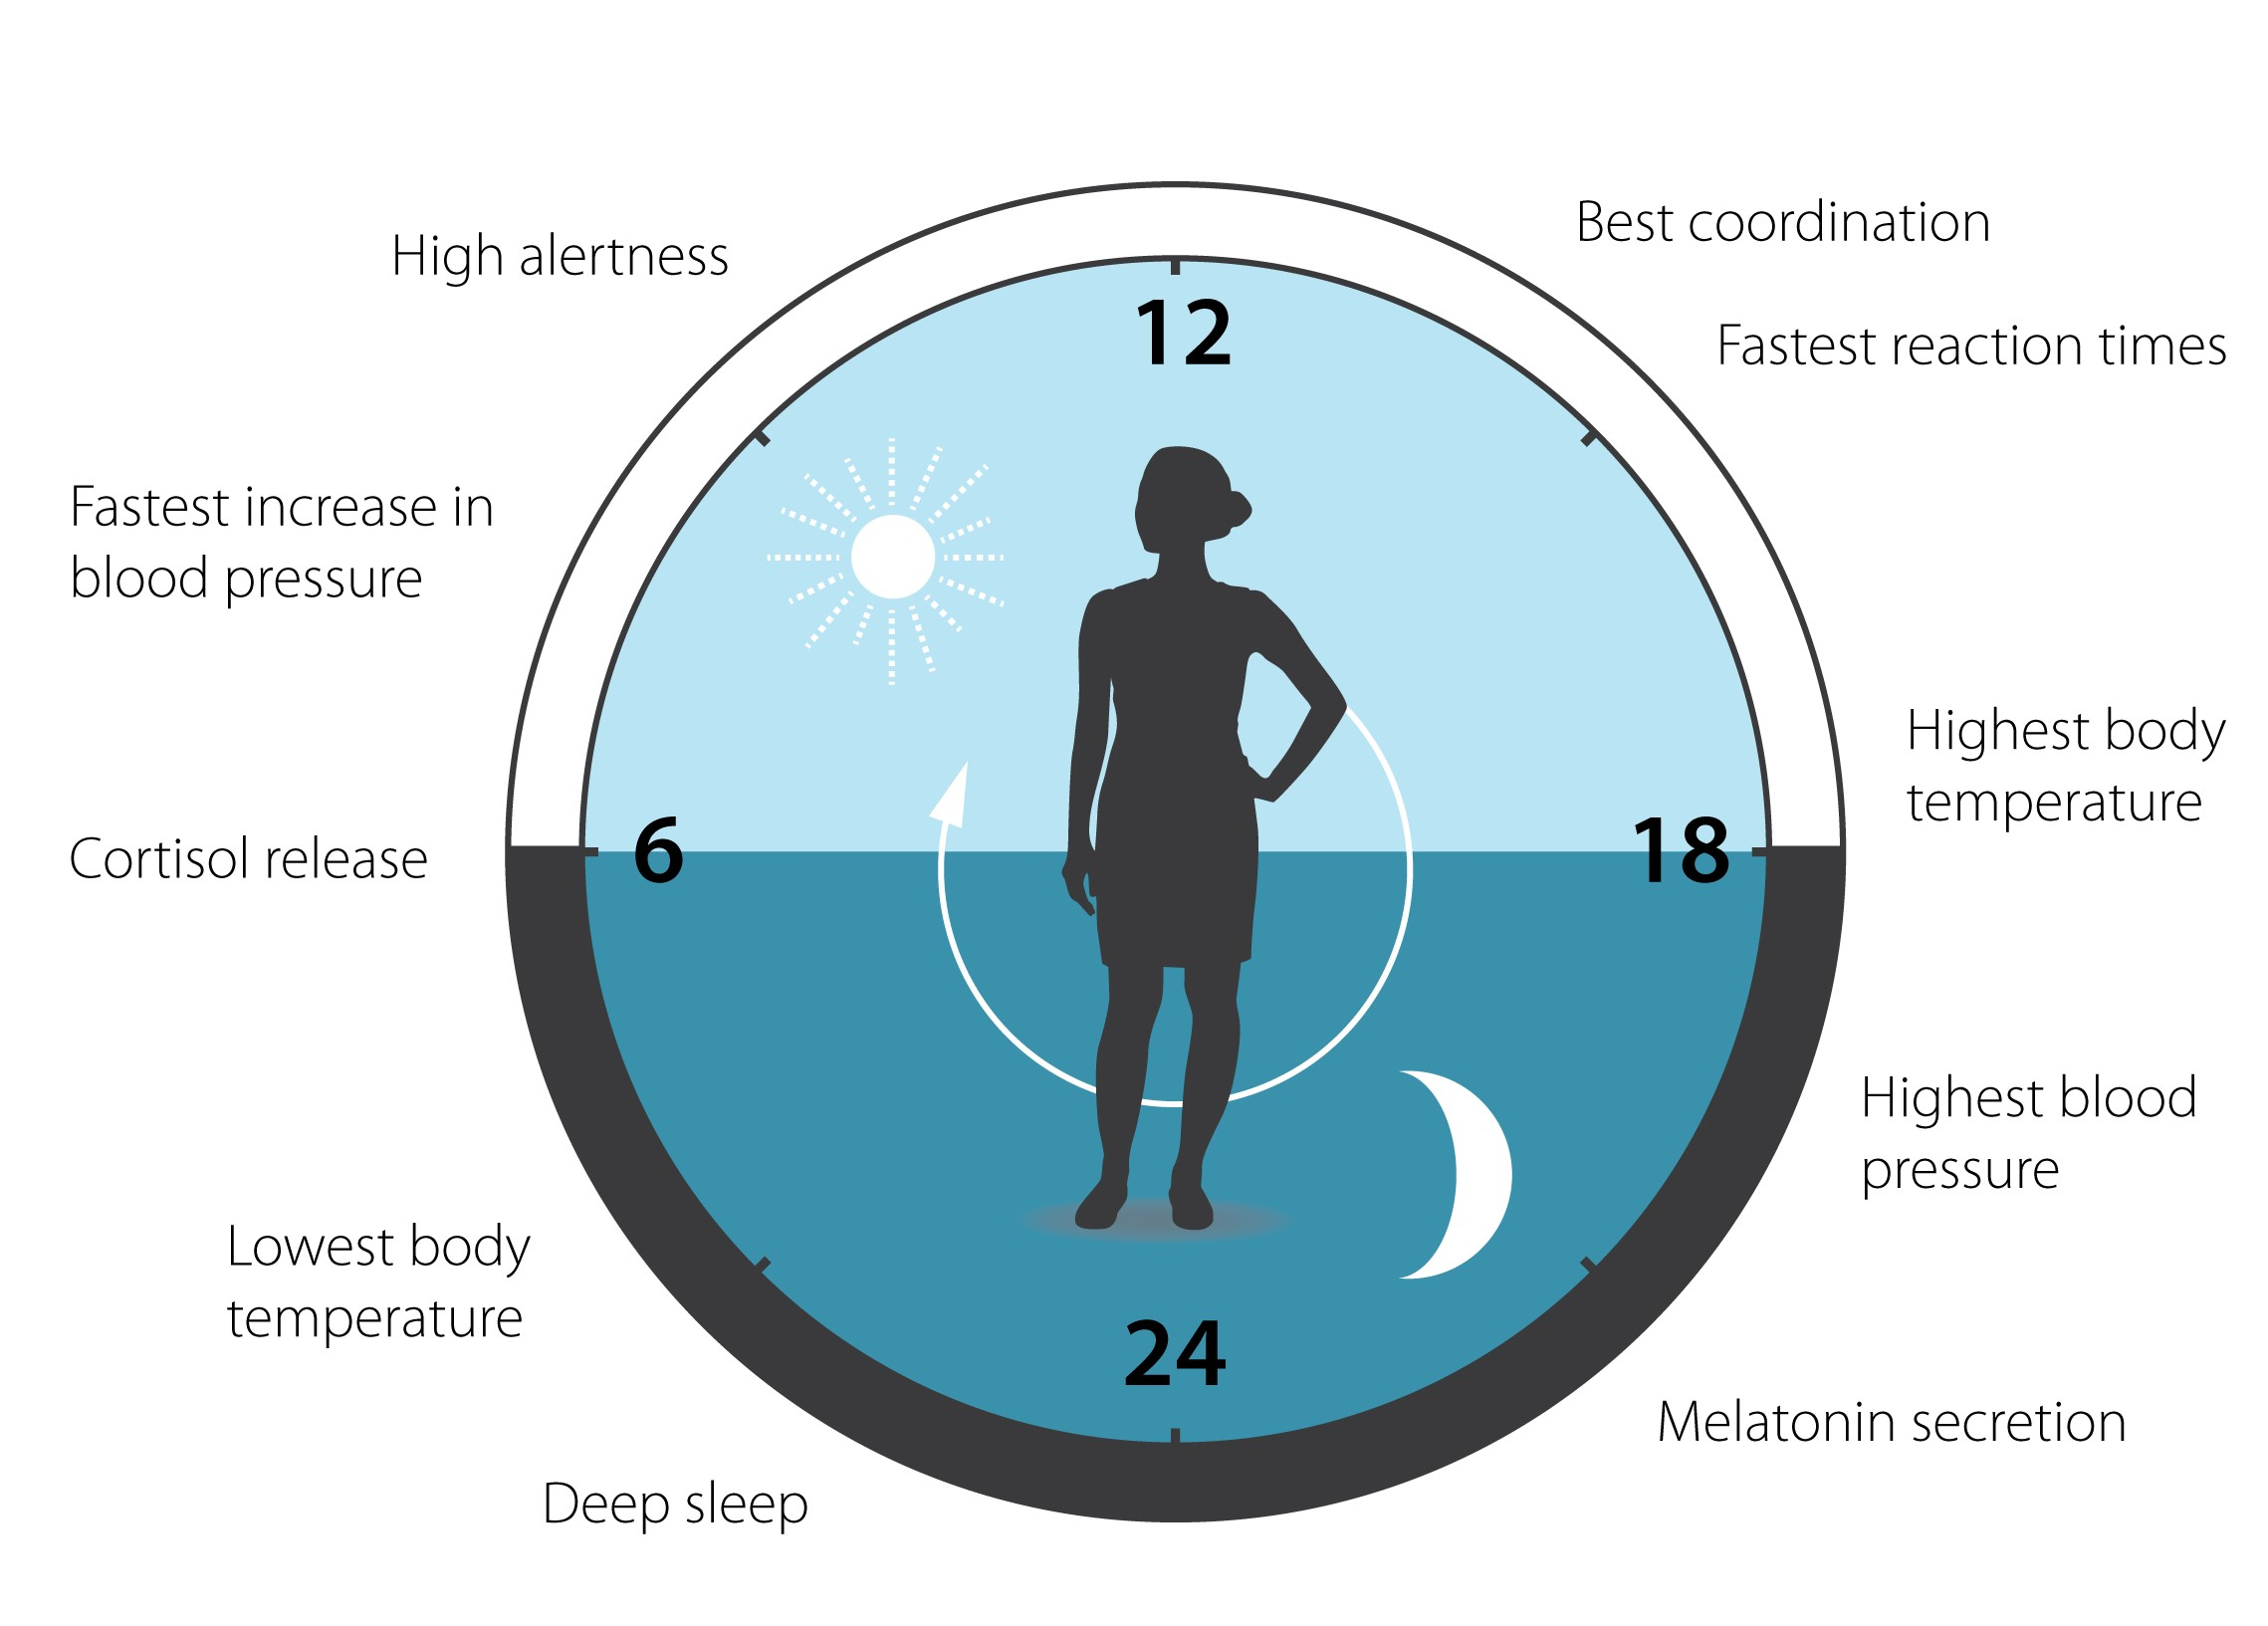 Best coordination
High alertness
12
Fastest reaction times
Fastest increase in
blood pressure
Highest body
temperature
Cortisol release
6
18
Highest blood
pressure
Lowest body
temperature
24
Melatonin secretion
Deep sleep